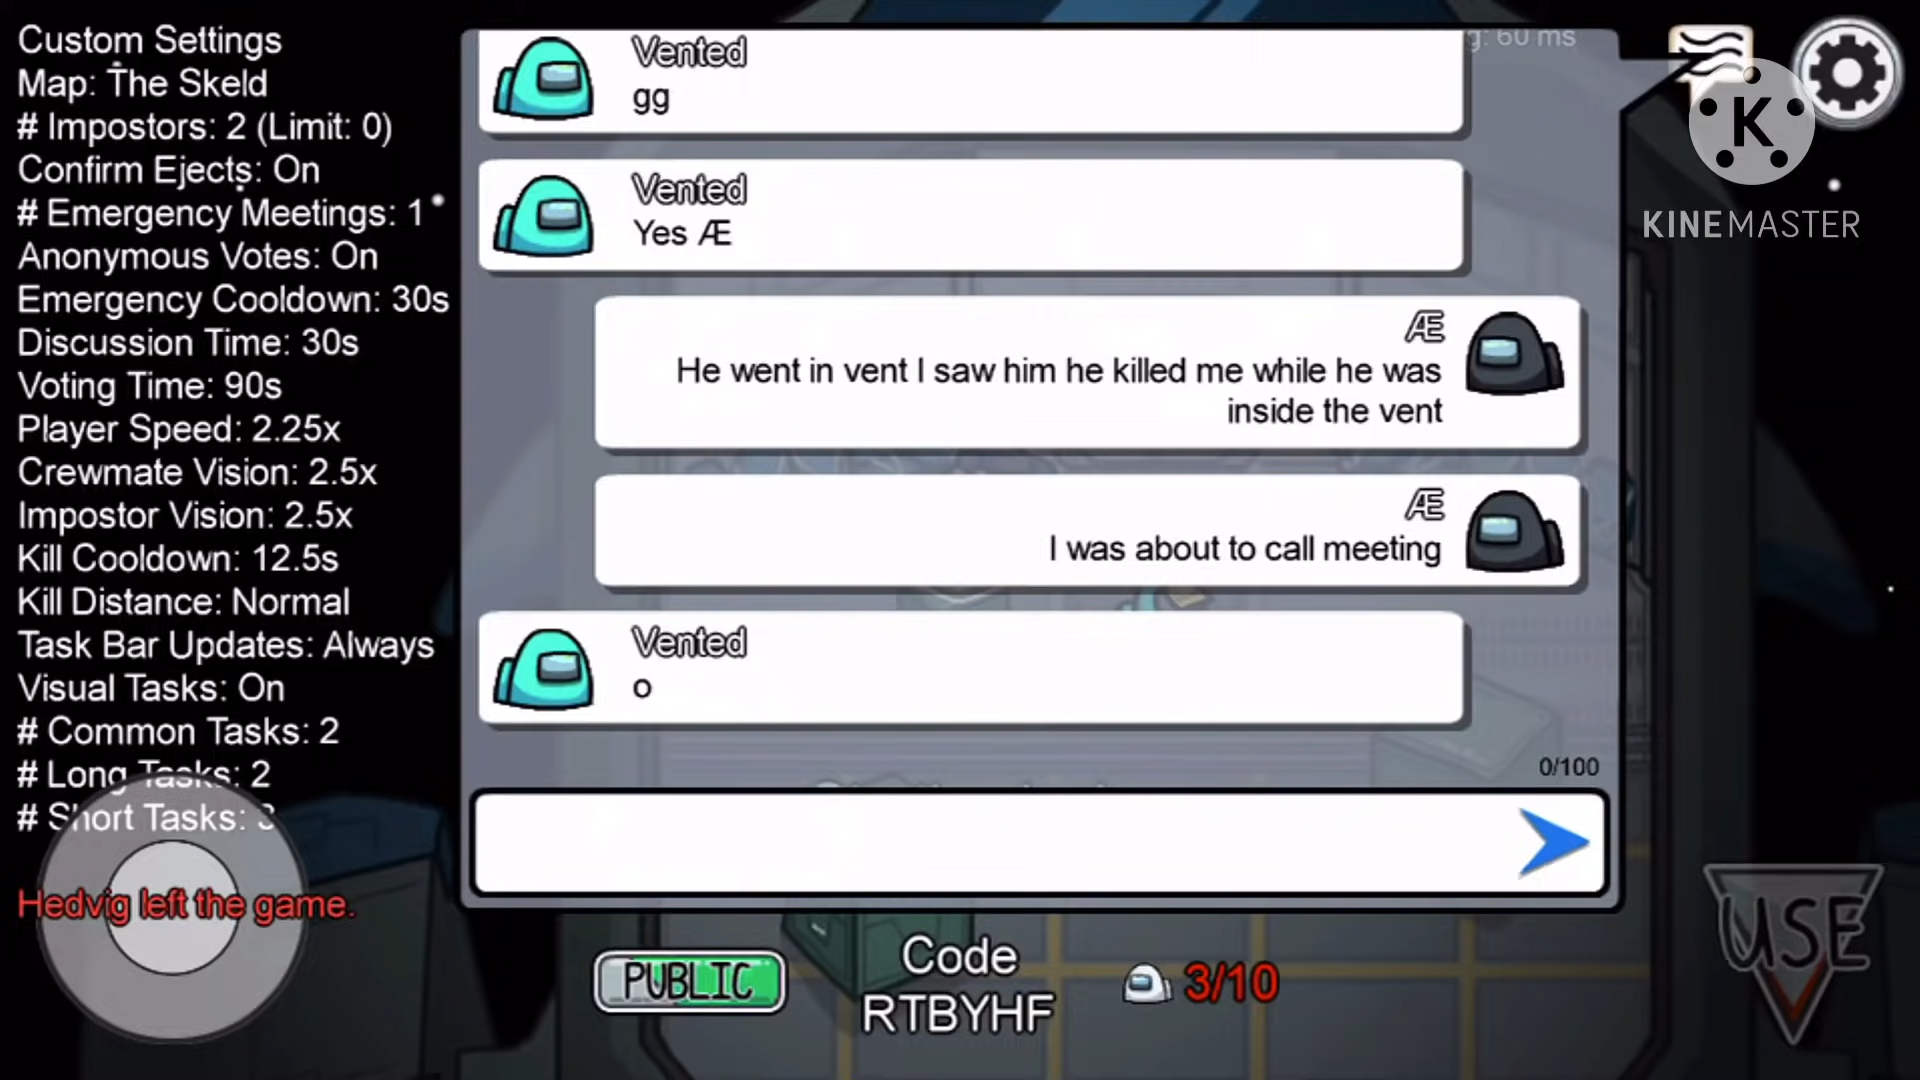 Custom Settings
Map: The Skeld
# Impostors: 2 (Limit: 0)
Confirm Ejects: On
# Emergency Meetings: 1
Anonymous Votes: On
Emergency Cooldown: 30s
Discussion Time: 30s
Voting Time: 90s
Player Speed: 2.25x
Crewmate Vision: 2.5x
Impostor Vision: 2.5x
Kill Cooldown: 12.5s
Kill Distance: Normal
Task Bar Updates: Always
Visual Tasks: On
# Common Tasks: 2
# Long Tasks: 2
# Short Tasks: 3
Hedvig left the game.
g: 60 ms
Vented
gg
Vented
Yes Æ
Æ
He went in vent I saw him he killed me while he was
inside the vent
Æ
I was about to call meeting
Vented
o
0/100
PUBLIC
Code
RTBYHF
3/10
K
KINEMASTER
USE